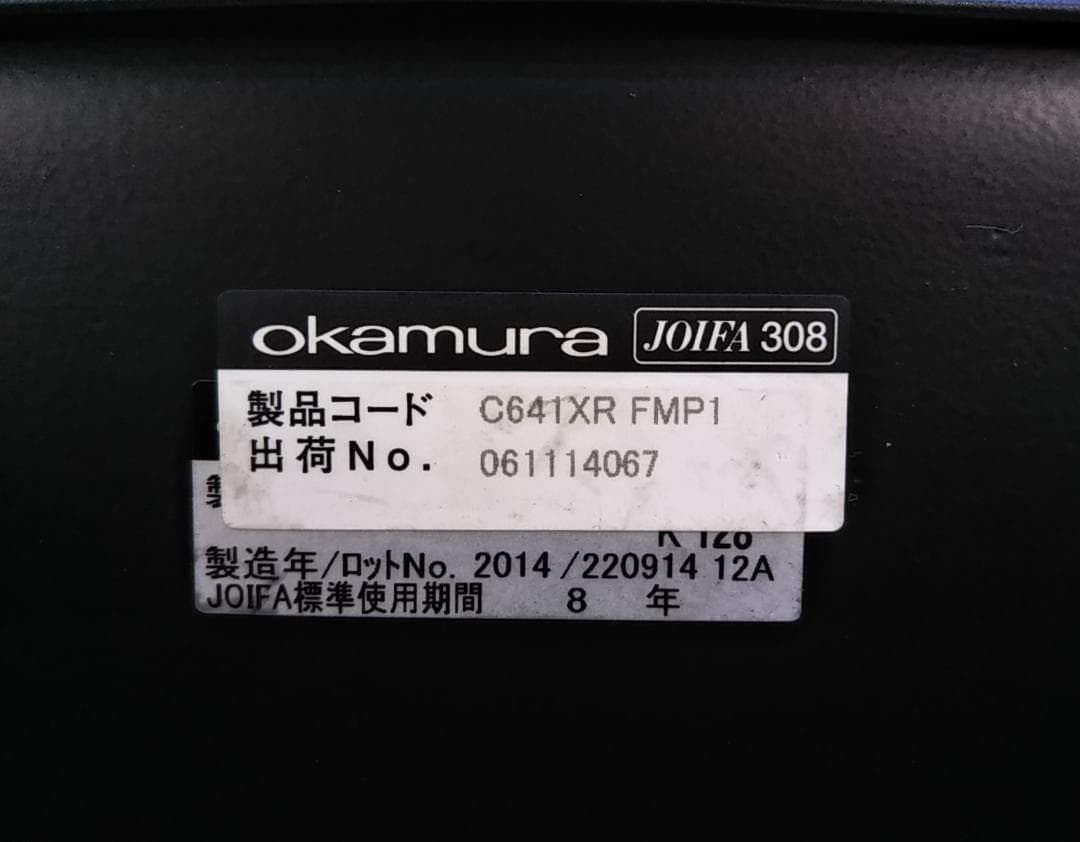 okamura JOIFA 308
製品コード C641XR FMP1
出荷No. 061114067
製造年/ロットNo. 2014/220914 12A
JOIFA標準使用期間 8 年